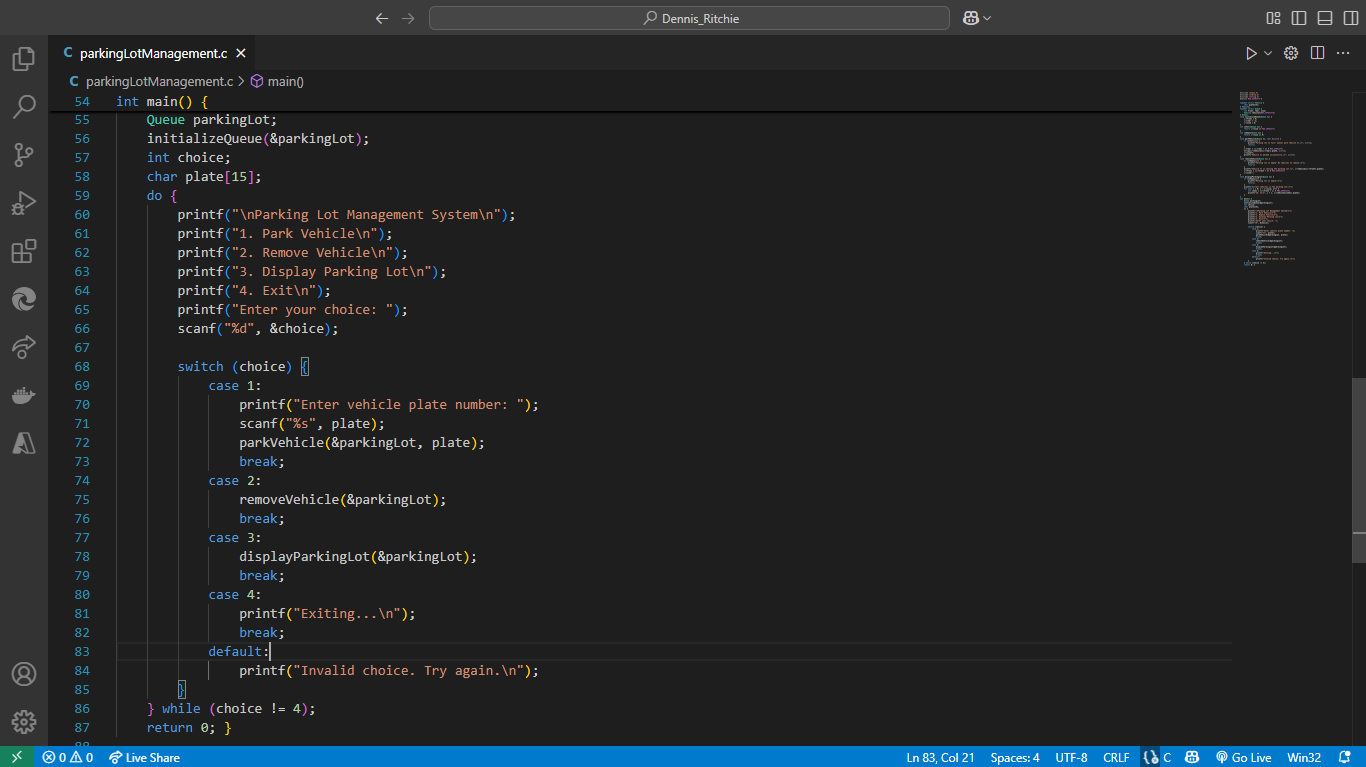 Dennis_Ritchie
C parkingLotManagement.c
C parkingLotManagement.c > main()
54 int main() {
55 Queue parkingLot;
56 initializeQueue(&parkingLot);
57 int choice;
58 char plate[15];
59 do {
60 printf("\nParking Lot Management System\n");
61 printf("1. Park Vehicle\n");
62 printf("2. Remove Vehicle\n");
63 printf("3. Display Parking Lot\n");
64 printf("4. Exit\n");
65 printf("Enter your choice: ");
66 scanf("%d", &choice);
67
68 switch (choice) {
69 case 1:
70 printf("Enter vehicle plate number: ");
71 scanf("%s", plate);
72 parkVehicle(&parkingLot, plate);
73 break;
74 case 2:
75 removeVehicle(&parkingLot);
76 break;
77 case 3:
78 displayParkingLot(&parkingLot);
79 break;
80 case 4:
81 printf("Exiting...\n");
82 break;
83 default:
84 printf("Invalid choice. Try again.\n");
85 }
86 } while (choice != 4);
87 return 0; }
0 0 Live Share Ln 83, Col 21 Spaces: 4 UTF-8 CRLF C Go Live Win32